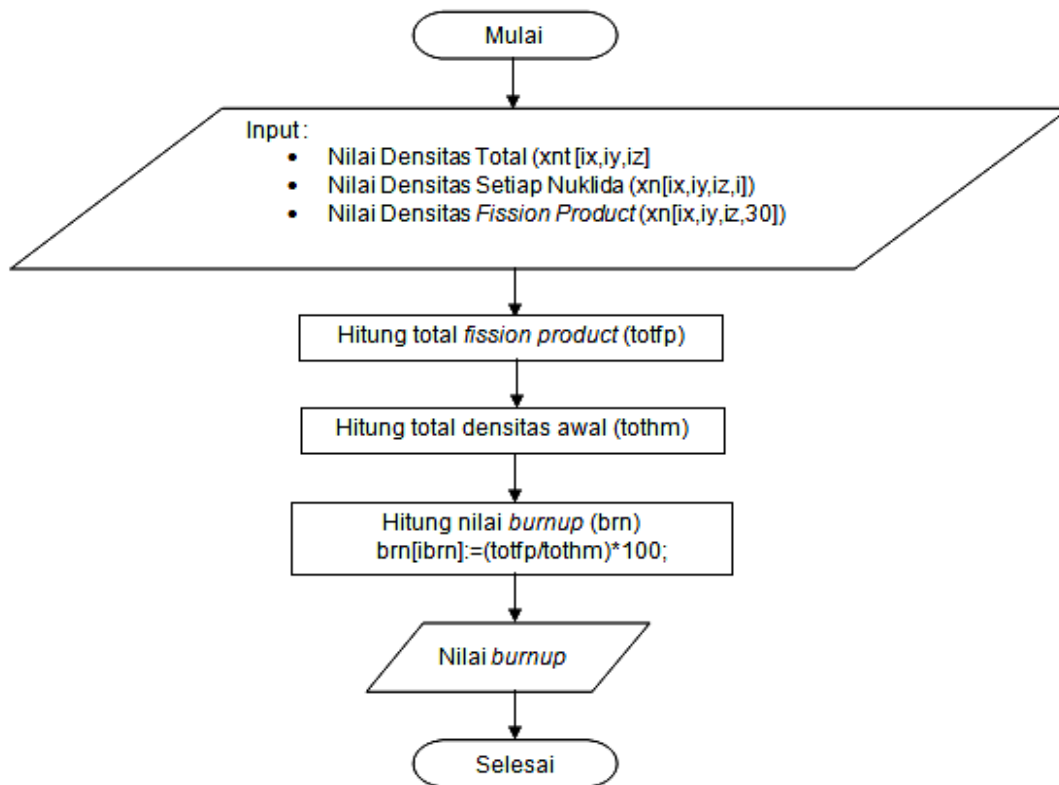 Mulai
Input :
• Nilai Densitas Total (xnt [ix,iy,iz]
• Nilai Densitas Setiap Nuklida (xn[ix,iy,iz,i])
• Nilai Densitas Fission Product (xn[ix,iy,iz,30])
Hitung total fission product (totfp)
Hitung total densitas awal (tothm)
Hitung nilai burnup (brn)
brn[ibrn]:=(totfp/tothm)*100;
Nilai burnup
Selesai